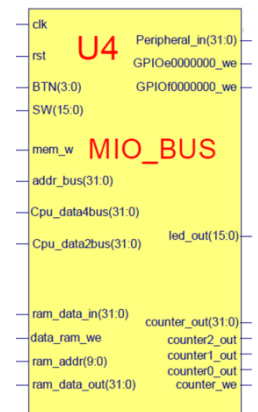 clk
rst
U4
Peripheral_in(31:0)
GPIOe0000000_we
BTN(3:0)
GPIOf0000000_we
SW(15:0)
mem_w
MIO_BUS
addr_bus(31:0)
Cpu_data4bus(31:0)
Cpu_data2bus(31:0)
led_out(15:0)
ram_data_in(31:0)
counter_out(31:0)
data_ram_we
counter2_out
ram_addr(9:0)
counter1_out
counter0_out
ram_data_out(31:0)
counter_we